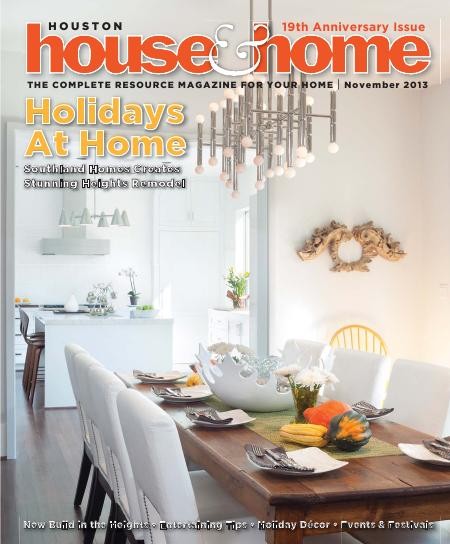 HOUSTON
19th Anniversary Issue
house&home
THE COMPLETE RESOURCE MAGAZINE FOR YOUR HOME | November 2013
Holidays
At Home
Southland Homes Creates
Stunning Heights Remodel
New Build in the Heights • Entertaining Tips • Holiday Décor • Events & Festivals